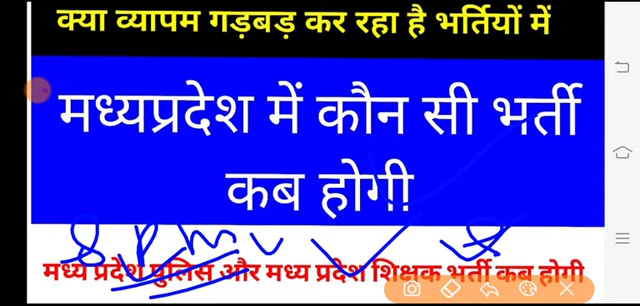 क्या व्यापम गड़बड़ कर रहा है भर्तियों में
मध्यप्रदेश में कौन सी भर्ती
कब होगी
मध्य प्रदेश पुलिस और मध्य प्रदेश शिक्षक भर्ती कब होगी